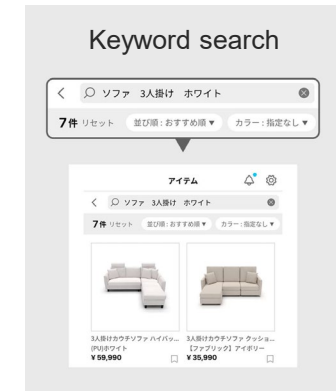 Keyword search
ソファ 3人掛け ホワイト
7件 リセット 並び順 : おすすめ順 ▼ カラー : 指定なし ▼
アイテム
ソファ 3人掛け ホワイト
7件 リセット 並び順 : おすすめ順 ▼ カラー : 指定なし ▼
3人掛けカウチソファ ハイバッ... 3人掛けカウチソファ クッショ...
(PU)ホワイト 【ファブリック】アイボリー
¥59,990 ¥35,990